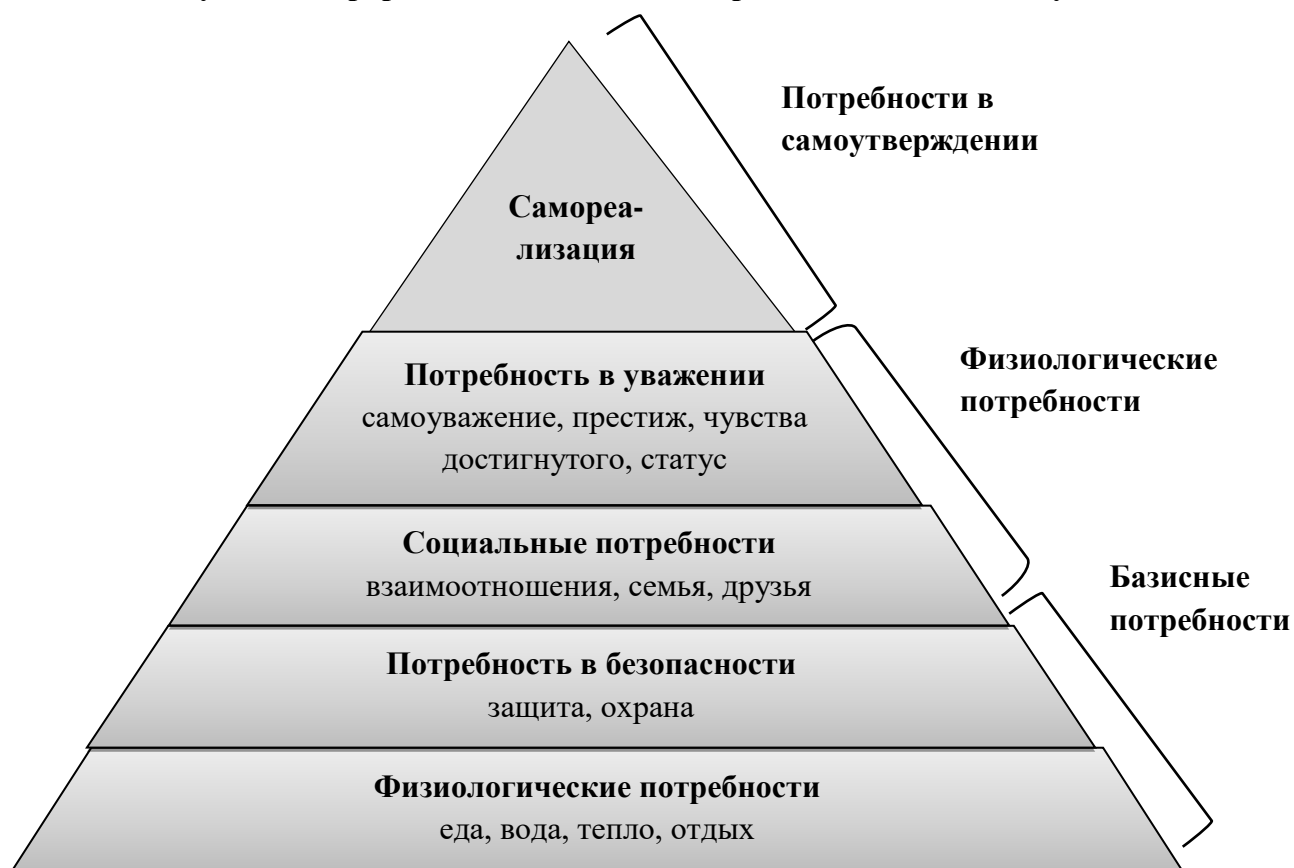 Потребности в
самоутверждении
Самореа-
лизация
Физиологические
потребности
Потребность в уважении
самоуважение, престиж, чувства
достигнутого, статус
Социальные потребности
взаимоотношения, семья, друзья
Базисные
потребности
Потребность в безопасности
защита, охрана
Физиологические потребности
еда, вода, тепло, отдых